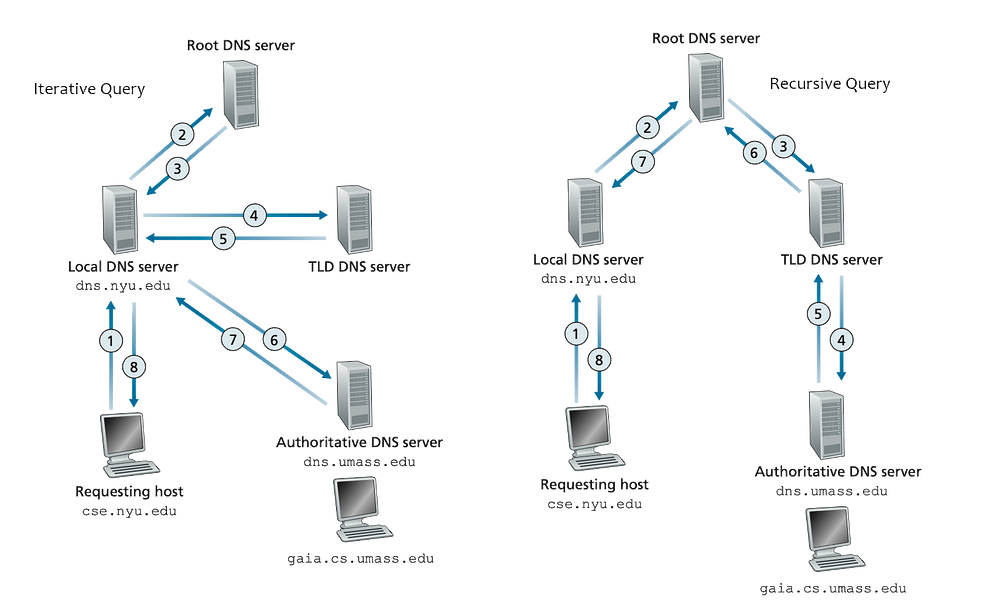 Root DNS server
Iterative Query
2
3
4
5
Local DNS server
dns.nyu.edu
TLD DNS server
1
8
7
6
Authoritative DNS server
dns.umass.edu
Requesting host
cse.nyu.edu
gaia.cs.umass.edu
Root DNS server
Recursive Query
2
7
6
3
Local DNS server
dns.nyu.edu
TLD DNS server
1
8
5
4
Authoritative DNS server
dns.umass.edu
Requesting host
cse.nyu.edu
gaia.cs.umass.edu